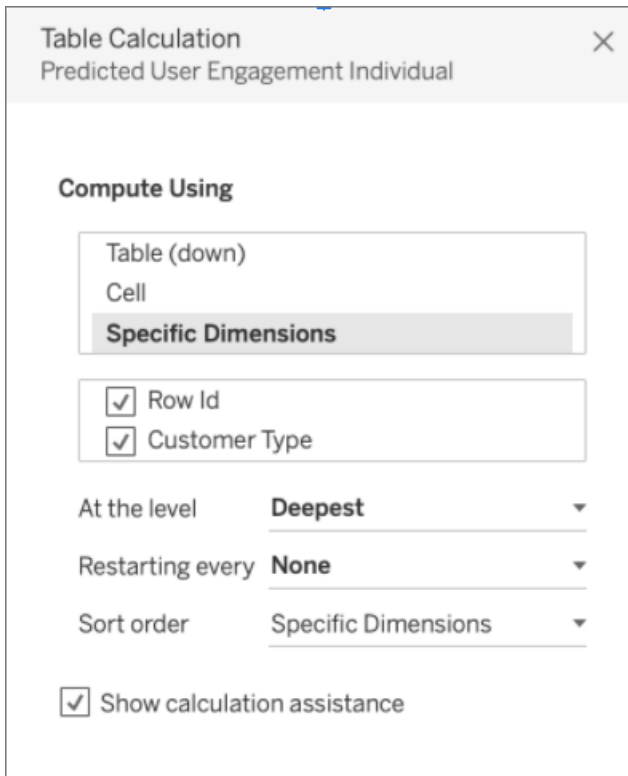 Table Calculation
Predicted User Engagement Individual
Compute Using
Table (down)
Cell
Specific Dimensions
Row Id
Customer Type
At the level Deepest
Restarting every None
Sort order Specific Dimensions
Show calculation assistance